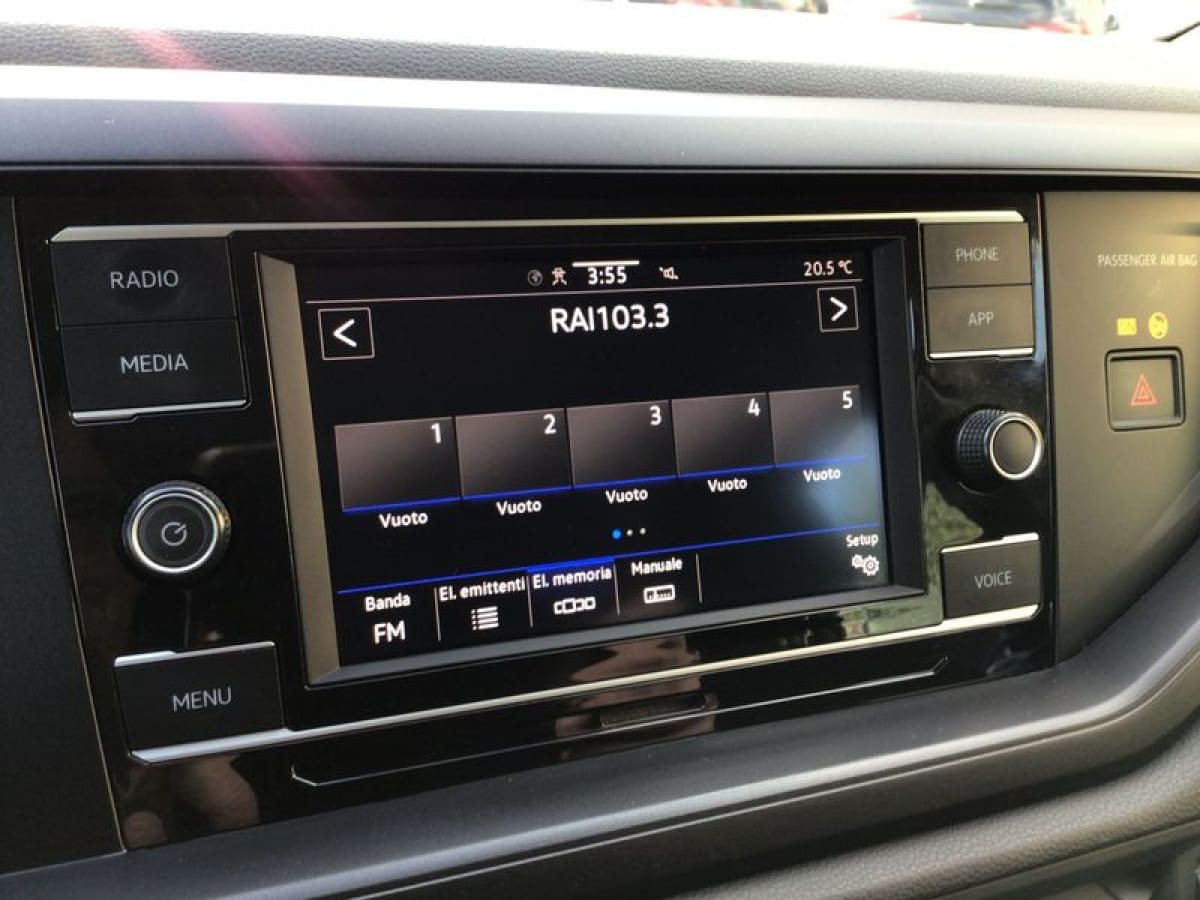 RADIO
MEDIA
MENU
3:55
20.5 °C
<
RAI103.3
>
1
2
3
4
5
Vuoto
Vuoto
Vuoto
Vuoto
Vuoto
Banda
FM
El. emittenti
El. memoria
Manuale
Setup
PHONE
APP
VOICE
PASSENGER AIR BAG